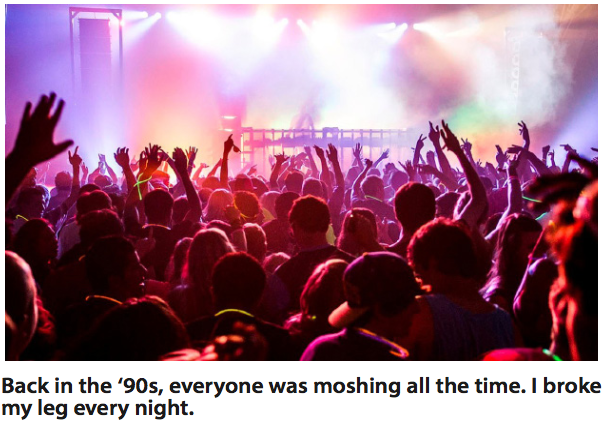 Back in the ‘90s, everyone was moshing all the time. I broke
my leg every night.